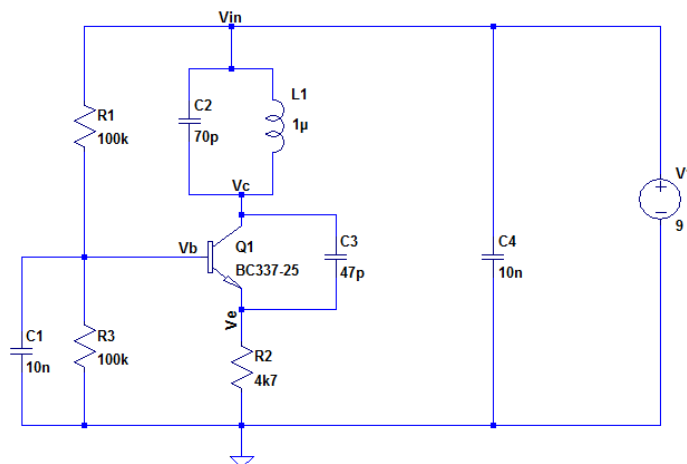 Vin
R1
100k
C2
70p
L1
1µ
Vc
Vb
Q1
BC337-25
C3
47p
Ve
C4
10n
9
C1
10n
R3
100k
R2
4k7